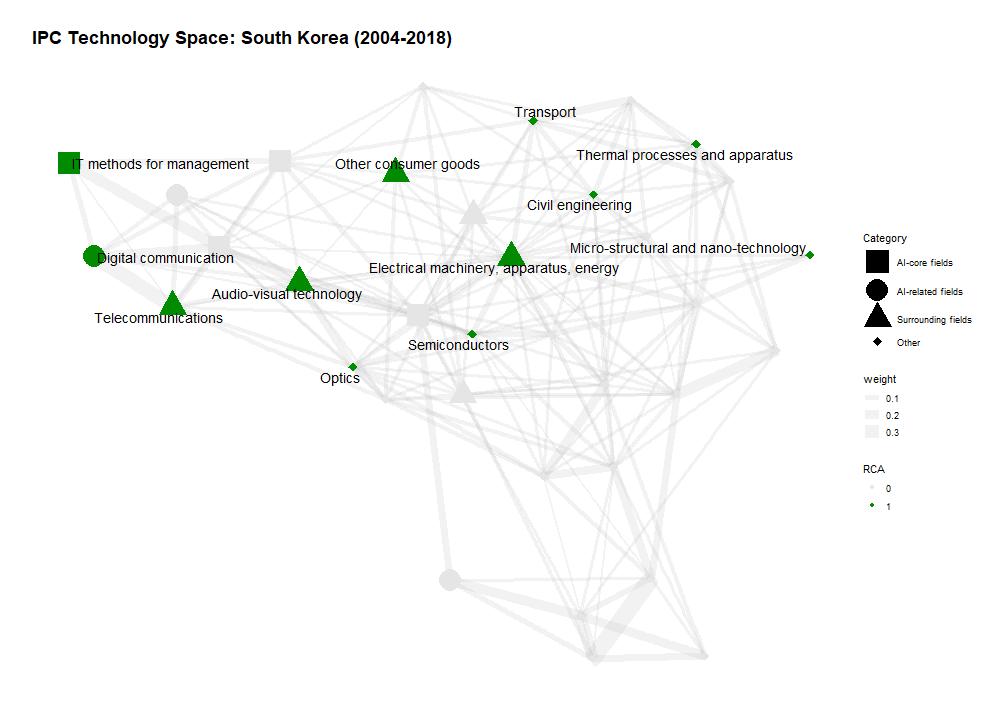 IPC Technology Space: South Korea (2004-2018)
Transport
Thermal processes and apparatus
IT methods for management
Other consumer goods
Civil engineering
Micro-structural and nano-technology
Digital communication
Electrical machinery, apparatus, energy
Audio-visual technology
Telecommunications
Semiconductors
Optics
Category
AI-core fields
AI-related fields
Surrounding fields
Other
weight
0.1
0.2
0.3
RCA
0
1